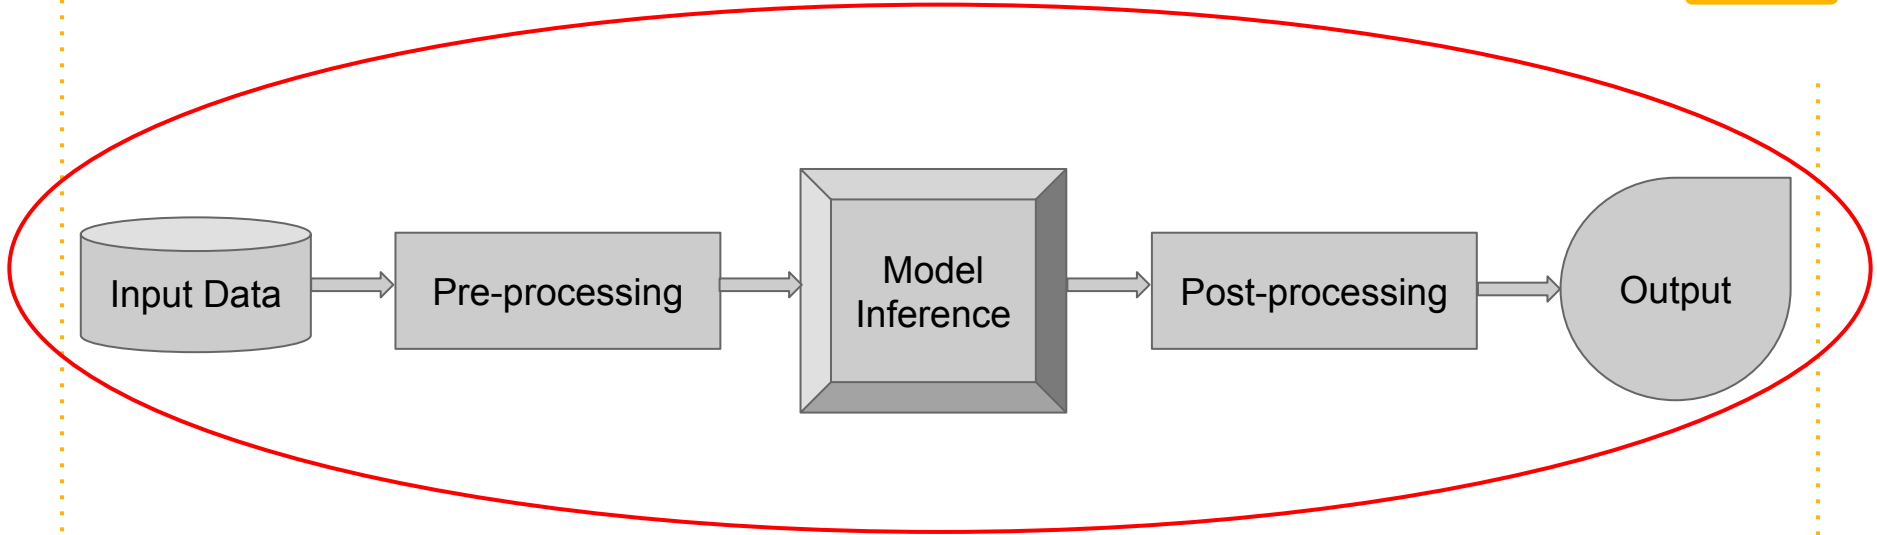 Input Data
Pre-processing
Model
Inference
Post-processing
Output